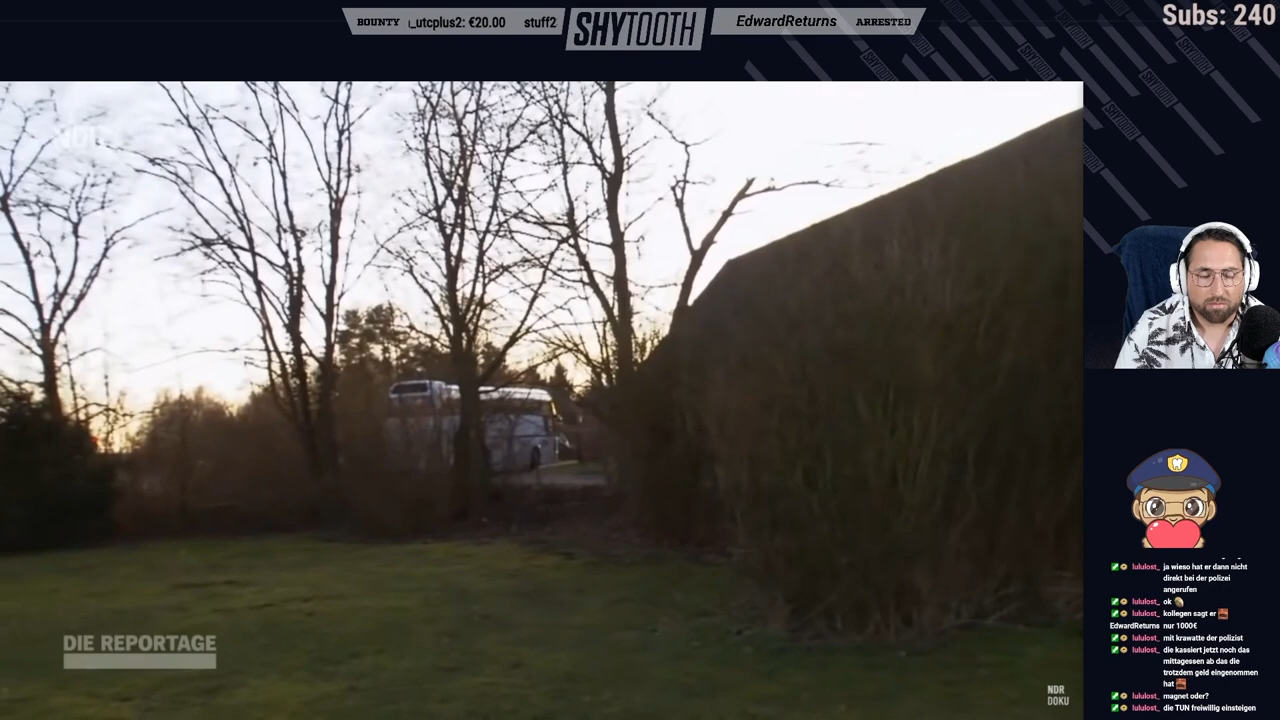 BOUNTY
_utcplus2: €20.00
stuff2
SHYTOOTH
EdwardReturns
ARRESTED
Subs: 240
DIE REPORTAGE
NDR
DOKU
lululost_ ja wieso hat er dann nicht
direkt bei der polizei
angerufen
lululost_ ok
lululost_ kollegen sagt er
EdwardReturns nur 1000€
lululost_ mit krawatte der polizist
lululost_ die kassiert jetzt noch das
mittagessen ab das die
trotzdem geld eingenommen
hat
lululost_ magnet oder?
lululost_ die TUN freiwillig einsteigen